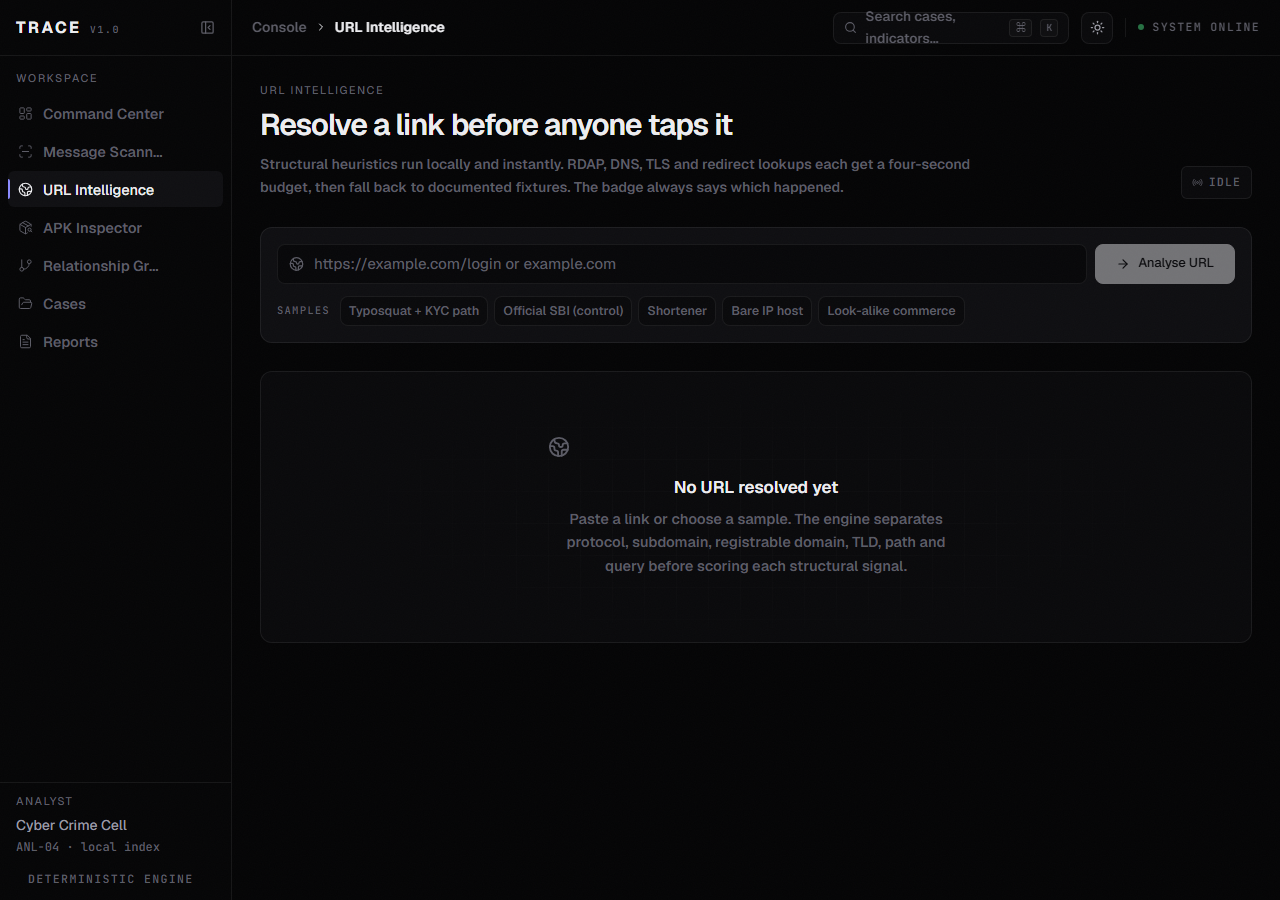 TRACE V1.0
WORKSPACE
Command Center
Message Scann...
URL Intelligence
APK Inspector
Relationship Gr...
Cases
Reports
ANALYST
Cyber Crime Cell
ANL-04 · local index
DETERMINISTIC ENGINE
Console > URL Intelligence
Search cases,
indicators...
⌘ K
SYSTEM ONLINE
URL INTELLIGENCE
Resolve a link before anyone taps it
Structural heuristics run locally and instantly. RDAP, DNS, TLS and redirect lookups each get a four-second
budget, then fall back to documented fixtures. The badge always says which happened.
IDLE
https://example.com/login or example.com
Analyse URL
SAMPLES Typosquat + KYC path Official SBI (control) Shortener Bare IP host Look-alike commerce
No URL resolved yet
Paste a link or choose a sample. The engine separates
protocol, subdomain, registrable domain, TLD, path and
query before scoring each structural signal.